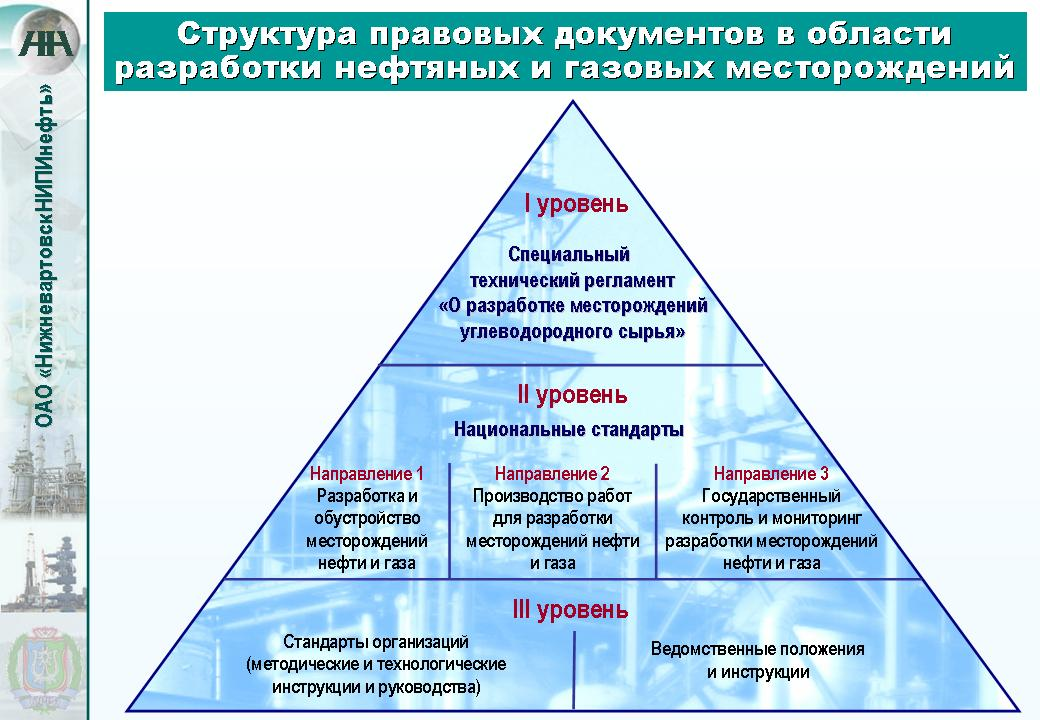 Структура правовых документов в области
разработки нефтяных и газовых месторождений
ОАО «НижневартовскНИПИнефть»
I уровень
Специальный
технический регламент
«О разработке месторождений
углеводородного сырья»
II уровень
Национальные стандарты
Направление 1
Разработка и
обустройство
месторождений
нефти и газа
Направление 2
Производство работ
для разработки
месторождений нефти
и газа
Направление 3
Государственный
контроль и мониторинг
разработки месторождений
нефти и газа
III уровень
Стандарты организаций
(методические и технологические
инструкции и руководства)
Ведомственные положения
и инструкции